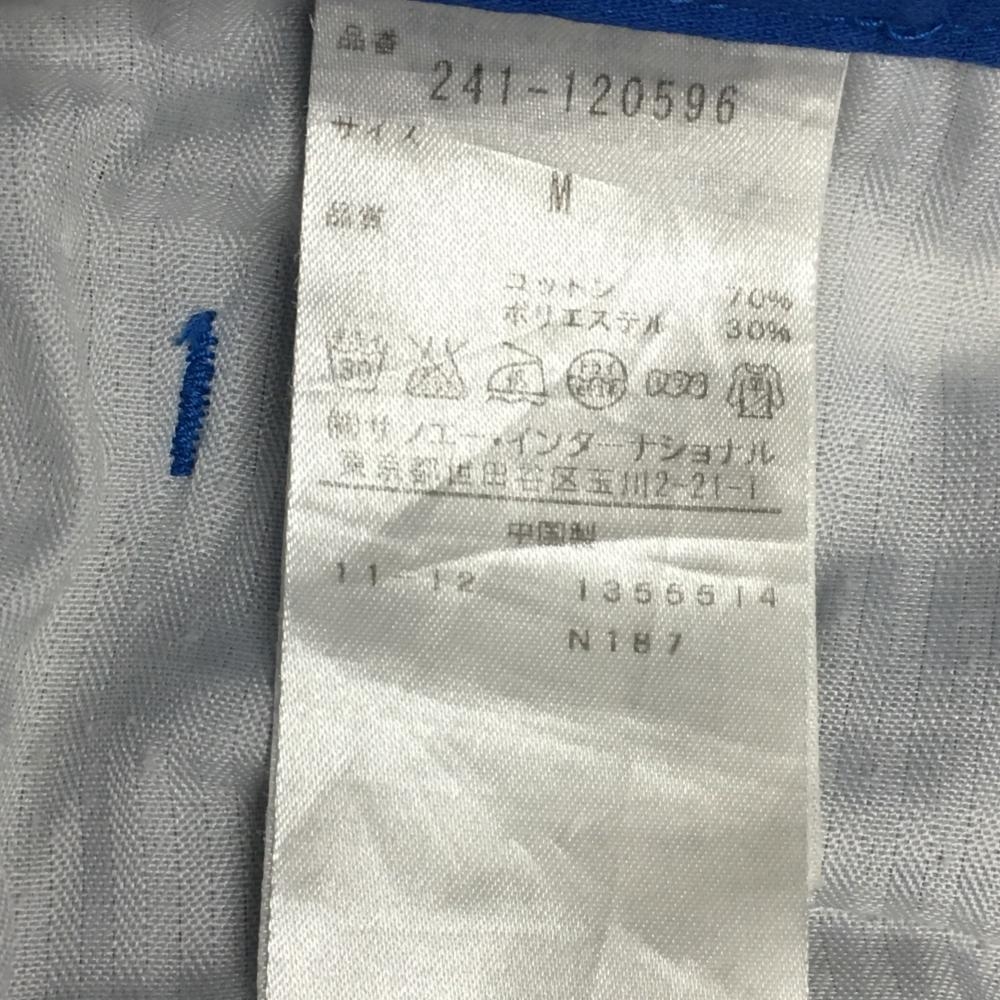 品番
241-120596
サイズ
M
品質
コットン 70%
ポリエステル 30%
1
(株)サンユー・インターナショナル
東京都世田谷区玉川2-21-1
中国製
11-12 1355514
N187